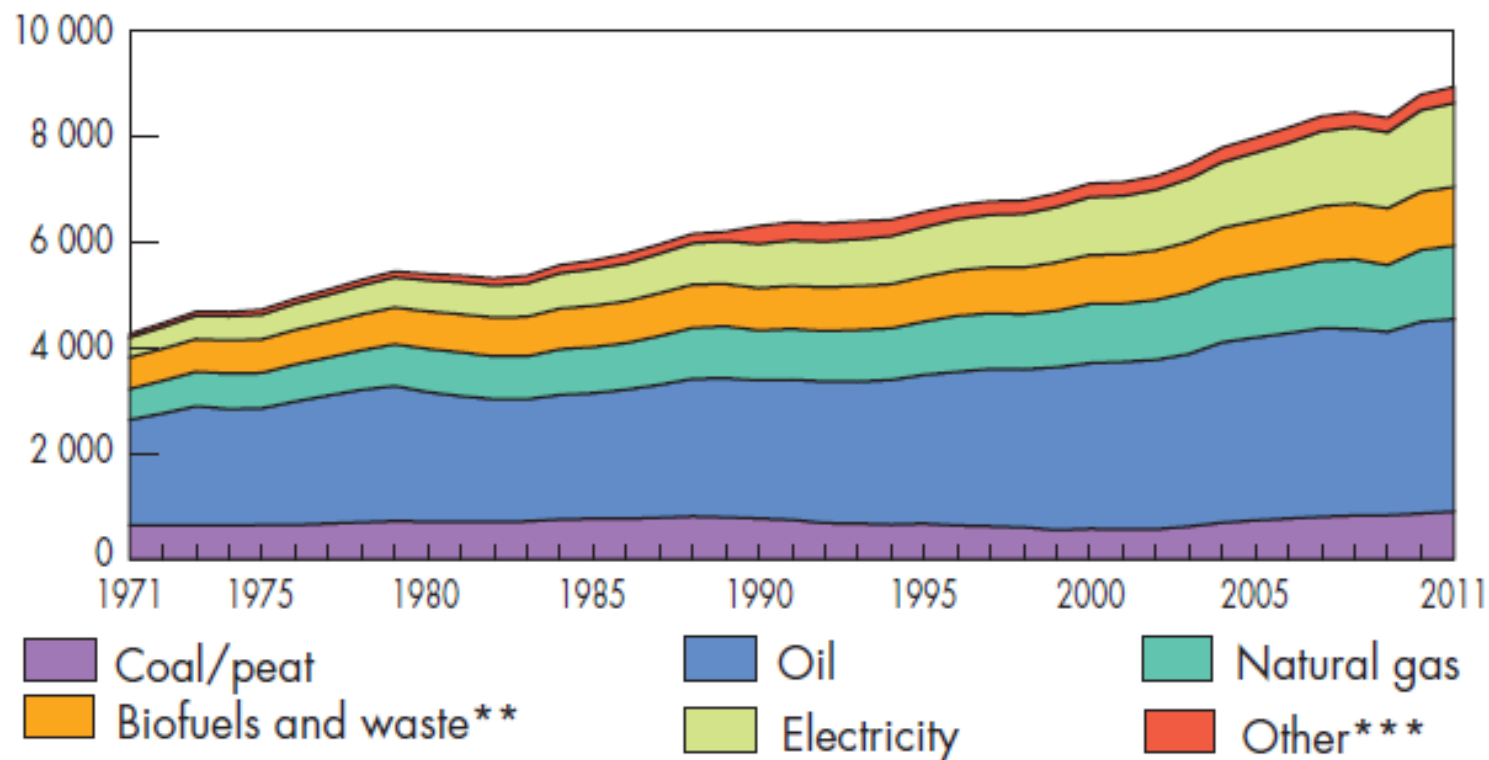 10 000
8 000
6 000
4 000
2 000
0
1971 1975 1980 1985 1990 1995 2000 2005 2011
Coal/peat Oil Natural gas
Biofuels and waste** Electricity Other***